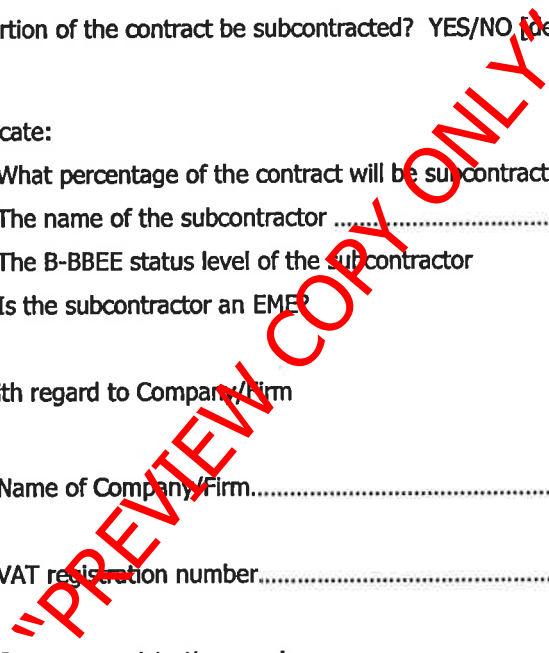 rtion of the contract be subcontracted? YES/NO [de
cate:
What percentage of the contract will be subcontract
The name of the subcontractor ........................
The B-BBEE status level of the subcontractor
Is the subcontractor an EME?
ith regard to Company/Firm
Name of Company/Firm................................
VAT registration number...............................
"PREVIEW COPY ONLY"